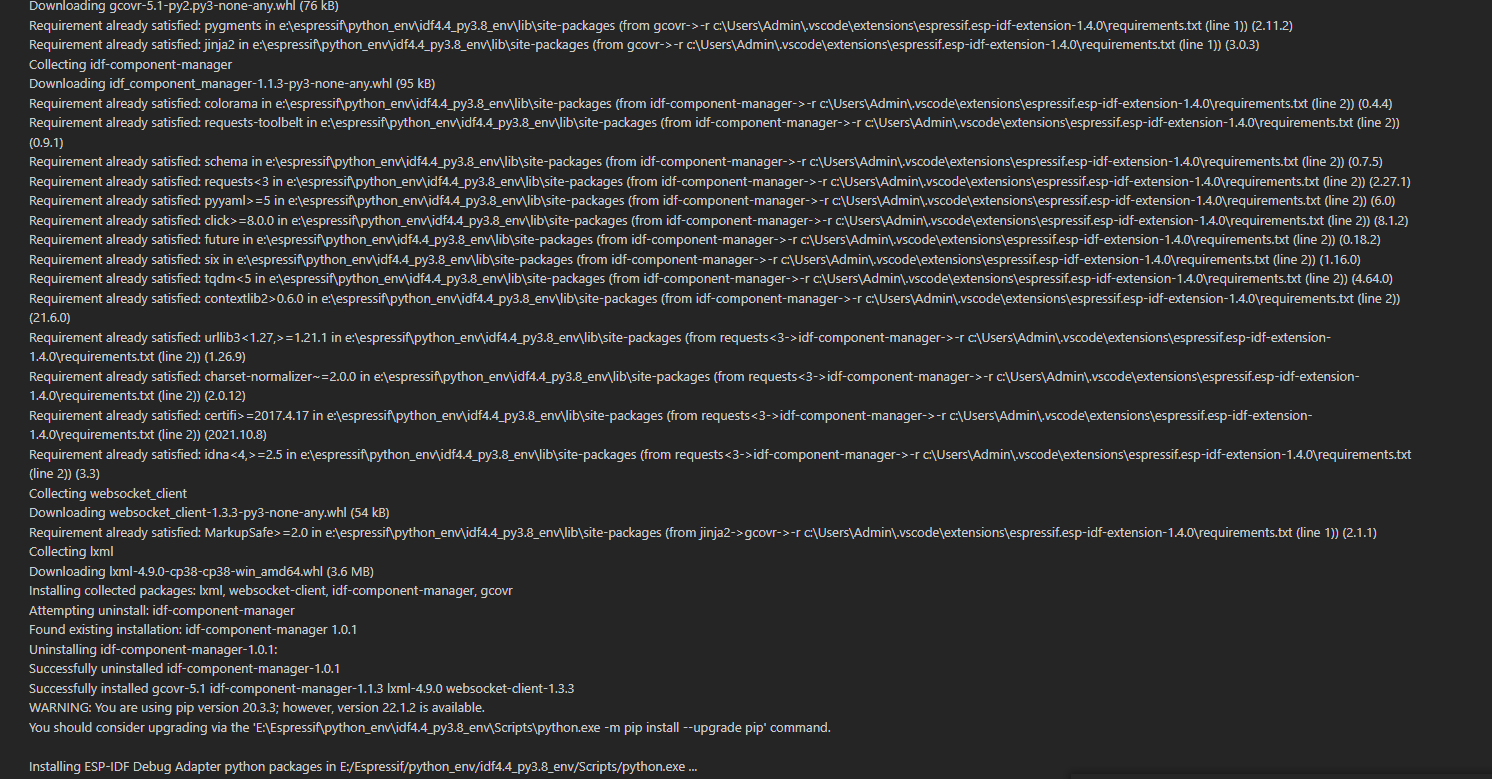 Downloading gcovr-5.1-py2.py3-none-any.whl (76 kB)
Requirement already satisfied: pygments in e:\espressif\python_env\idf4.4_py3.8_env\lib\site-packages (from gcovr->-r c:\Users\Admin\.vscode\extensions\espressif.esp-idf-extension-1.4.0\requirements.txt (line 1)) (2.11.2)
Requirement already satisfied: jinja2 in e:\espressif\python_env\idf4.4_py3.8_env\lib\site-packages (from gcovr->-r c:\Users\Admin\.vscode\extensions\espressif.esp-idf-extension-1.4.0\requirements.txt (line 1)) (3.0.3)
Collecting idf-component-manager
Downloading idf_component_manager-1.1.3-py3-none-any.whl (95 kB)
Requirement already satisfied: colorama in e:\espressif\python_env\idf4.4_py3.8_env\lib\site-packages (from idf-component-manager->-r c:\Users\Admin\.vscode\extensions\espressif.esp-idf-extension-1.4.0\requirements.txt (line 2)) (0.4.4)
Requirement already satisfied: requests-toolbelt in e:\espressif\python_env\idf4.4_py3.8_env\lib\site-packages (from idf-component-manager->-r c:\Users\Admin\.vscode\extensions\espressif.esp-idf-extension-1.4.0\requirements.txt (line 2))
(0.9.1)
Requirement already satisfied: schema in e:\espressif\python_env\idf4.4_py3.8_env\lib\site-packages (from idf-component-manager->-r c:\Users\Admin\.vscode\extensions\espressif.esp-idf-extension-1.4.0\requirements.txt (line 2)) (0.7.5)
Requirement already satisfied: requests<3 in e:\espressif\python_env\idf4.4_py3.8_env\lib\site-packages (from idf-component-manager->-r c:\Users\Admin\.vscode\extensions\espressif.esp-idf-extension-1.4.0\requirements.txt (line 2)) (2.27.1)
Requirement already satisfied: pyyaml>=5 in e:\espressif\python_env\idf4.4_py3.8_env\lib\site-packages (from idf-component-manager->-r c:\Users\Admin\.vscode\extensions\espressif.esp-idf-extension-1.4.0\requirements.txt (line 2)) (6.0)
Requirement already satisfied: click>=8.0.0 in e:\espressif\python_env\idf4.4_py3.8_env\lib\site-packages (from idf-component-manager->-r c:\Users\Admin\.vscode\extensions\espressif.esp-idf-extension-1.4.0\requirements.txt (line 2)) (8.1.2)
Requirement already satisfied: future in e:\espressif\python_env\idf4.4_py3.8_env\lib\site-packages (from idf-component-manager->-r c:\Users\Admin\.vscode\extensions\espressif.esp-idf-extension-1.4.0\requirements.txt (line 2)) (0.18.2)
Requirement already satisfied: six in e:\espressif\python_env\idf4.4_py3.8_env\lib\site-packages (from idf-component-manager->-r c:\Users\Admin\.vscode\extensions\espressif.esp-idf-extension-1.4.0\requirements.txt (line 2)) (1.16.0)
Requirement already satisfied: tqdm<5 in e:\espressif\python_env\idf4.4_py3.8_env\lib\site-packages (from idf-component-manager->-r c:\Users\Admin\.vscode\extensions\espressif.esp-idf-extension-1.4.0\requirements.txt (line 2)) (4.64.0)
Requirement already satisfied: contextlib2>0.6.0 in e:\espressif\python_env\idf4.4_py3.8_env\lib\site-packages (from idf-component-manager->-r c:\Users\Admin\.vscode\extensions\espressif.esp-idf-extension-1.4.0\requirements.txt (line 2))
(21.6.0)
Requirement already satisfied: urllib3<1.27,>=1.21.1 in e:\espressif\python_env\idf4.4_py3.8_env\lib\site-packages (from requests<3->idf-component-manager->-r c:\Users\Admin\.vscode\extensions\espressif.esp-idf-extension-
1.4.0\requirements.txt (line 2)) (1.26.9)
Requirement already satisfied: charset-normalizer~=2.0.0 in e:\espressif\python_env\idf4.4_py3.8_env\lib\site-packages (from requests<3->idf-component-manager->-r c:\Users\Admin\.vscode\extensions\espressif.esp-idf-extension-
1.4.0\requirements.txt (line 2)) (2.0.12)
Requirement already satisfied: certifi>=2017.4.17 in e:\espressif\python_env\idf4.4_py3.8_env\lib\site-packages (from requests<3->idf-component-manager->-r c:\Users\Admin\.vscode\extensions\espressif.esp-idf-extension-
1.4.0\requirements.txt (line 2)) (2021.10.8)
Requirement already satisfied: idna<4,>=2.5 in e:\espressif\python_env\idf4.4_py3.8_env\lib\site-packages (from requests<3->idf-component-manager->-r c:\Users\Admin\.vscode\extensions\espressif.esp-idf-extension-1.4.0\requirements.txt
(line 2)) (3.3)
Collecting websocket_client
Downloading websocket_client-1.3.3-py3-none-any.whl (54 kB)
Requirement already satisfied: MarkupSafe>=2.0 in e:\espressif\python_env\idf4.4_py3.8_env\lib\site-packages (from jinja2->gcovr->-r c:\Users\Admin\.vscode\extensions\espressif.esp-idf-extension-1.4.0\requirements.txt (line 1)) (2.1.1)
Collecting lxml
Downloading lxml-4.9.0-cp38-cp38-win_amd64.whl (3.6 MB)
Installing collected packages: lxml, websocket-client, idf-component-manager, gcovr
Attempting uninstall: idf-component-manager
Found existing installation: idf-component-manager 1.0.1
Uninstalling idf-component-manager-1.0.1:
Successfully uninstalled idf-component-manager-1.0.1
Successfully installed gcovr-5.1 idf-component-manager-1.1.3 lxml-4.9.0 websocket-client-1.3.3
WARNING: You are using pip version 20.3.3; however, version 22.1.2 is available.
You should consider upgrading via the 'E:\Espressif\python_env\idf4.4_py3.8_env\Scripts\python.exe -m pip install --upgrade pip' command.
Installing ESP-IDF Debug Adapter python packages in E:/Espressif/python_env/idf4.4_py3.8_env/Scripts/python.exe ...